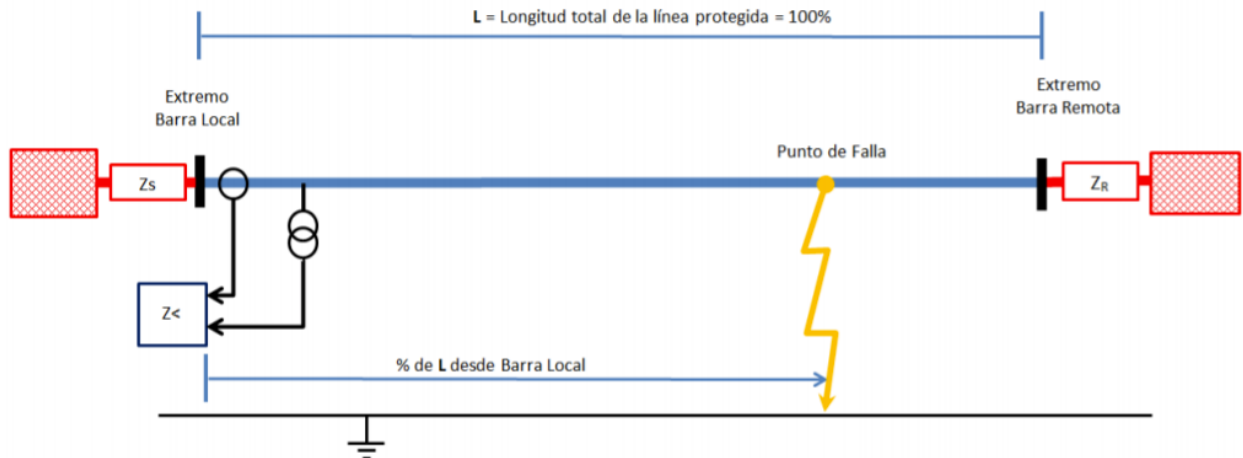 L = Longitud total de la línea protegida = 100%
Extremo
Barra Local
Extremo
Barra Remota
Punto de Falla
Zs
ZR
Z<
% de L desde Barra Local